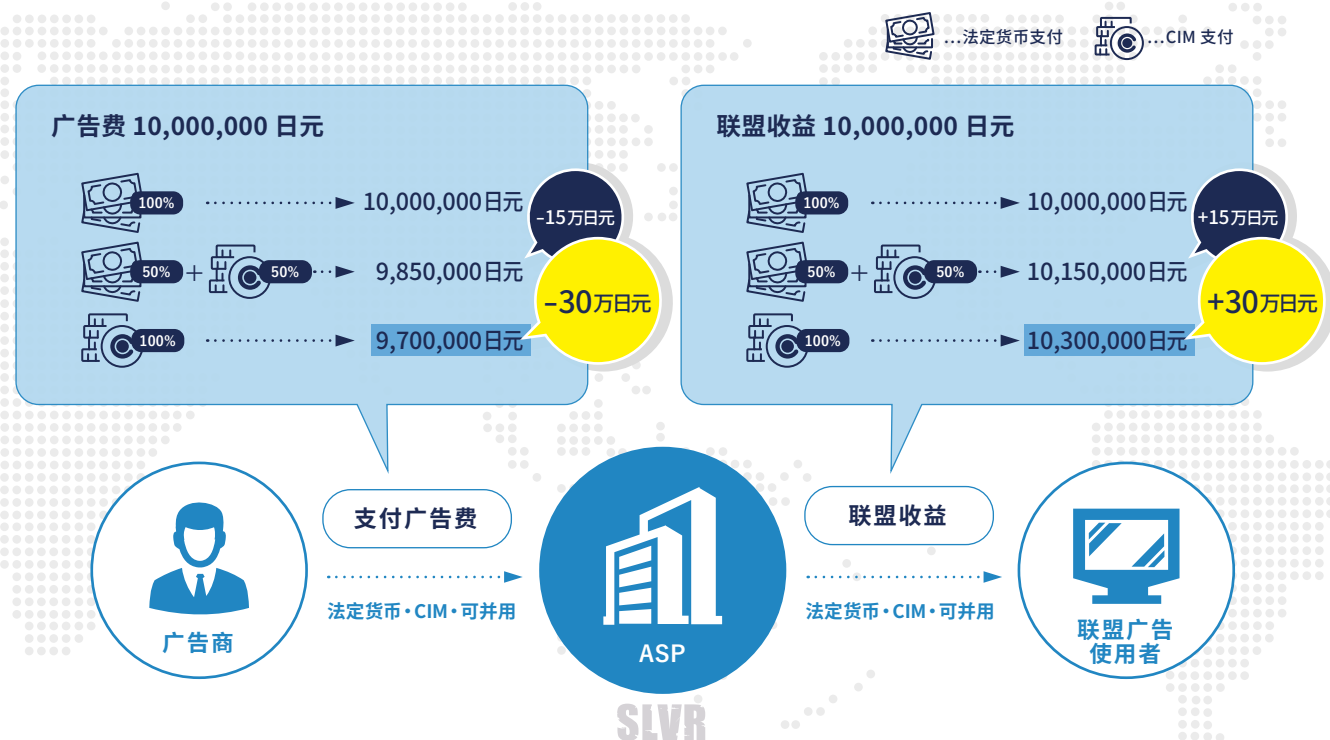 …法定货币支付
…CIM 支付
广告费 10,000,000 日元
100%
10,000,000日元
–15万日元
50%
+
50%
9,850,000日元
–30万日元
100%
9,700,000日元
联盟收益 10,000,000 日元
100%
10,000,000日元
+15万日元
50%
+
50%
10,150,000日元
+30万日元
100%
10,300,000日元
支付广告费
法定货币・CIM・可并用
广告商
ASP
联盟收益
法定货币・CIM・可并用
联盟广告
使用者
SLVR